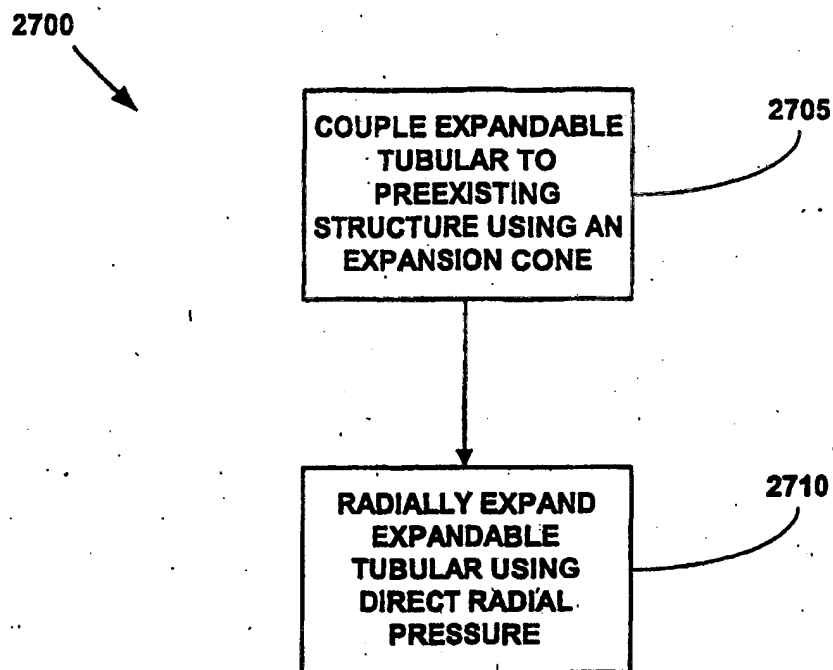 2700
COUPLE EXPANDABLE
TUBULAR TO
PREEXISTING
STRUCTURE USING AN
EXPANSION CONE
2705
RADIALLY EXPAND
EXPANDABLE
TUBULAR USING
DIRECT RADIAL
PRESSURE
2710